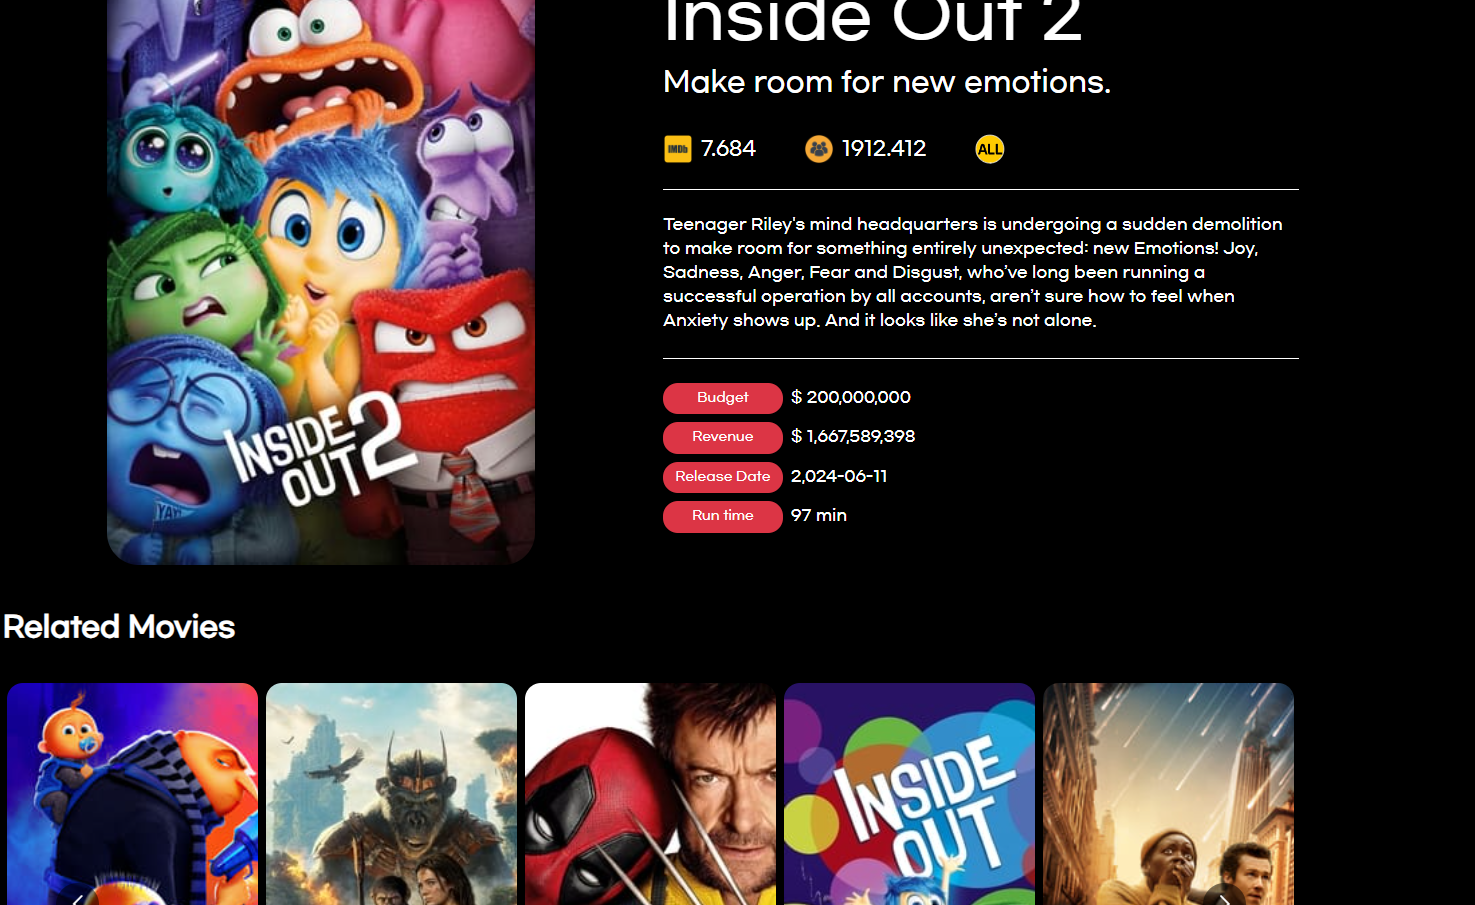 Inside Out 2
Make room for new emotions.
IMDb 7.684 1912.412 ALL
Teenager Riley's mind headquarters is undergoing a sudden demolition
to make room for something entirely unexpected: new Emotions! Joy,
Sadness, Anger, Fear and Disgust, who’ve long been running a
successful operation by all accounts, aren’t sure how to feel when
Anxiety shows up. And it looks like she’s not alone.
Budget $ 200,000,000
Revenue $ 1,667,589,398
Release Date 2,024-06-11
Run time 97 min
INSIDE
OUT 2
YAY
Related Movies
INSIDE
OUT